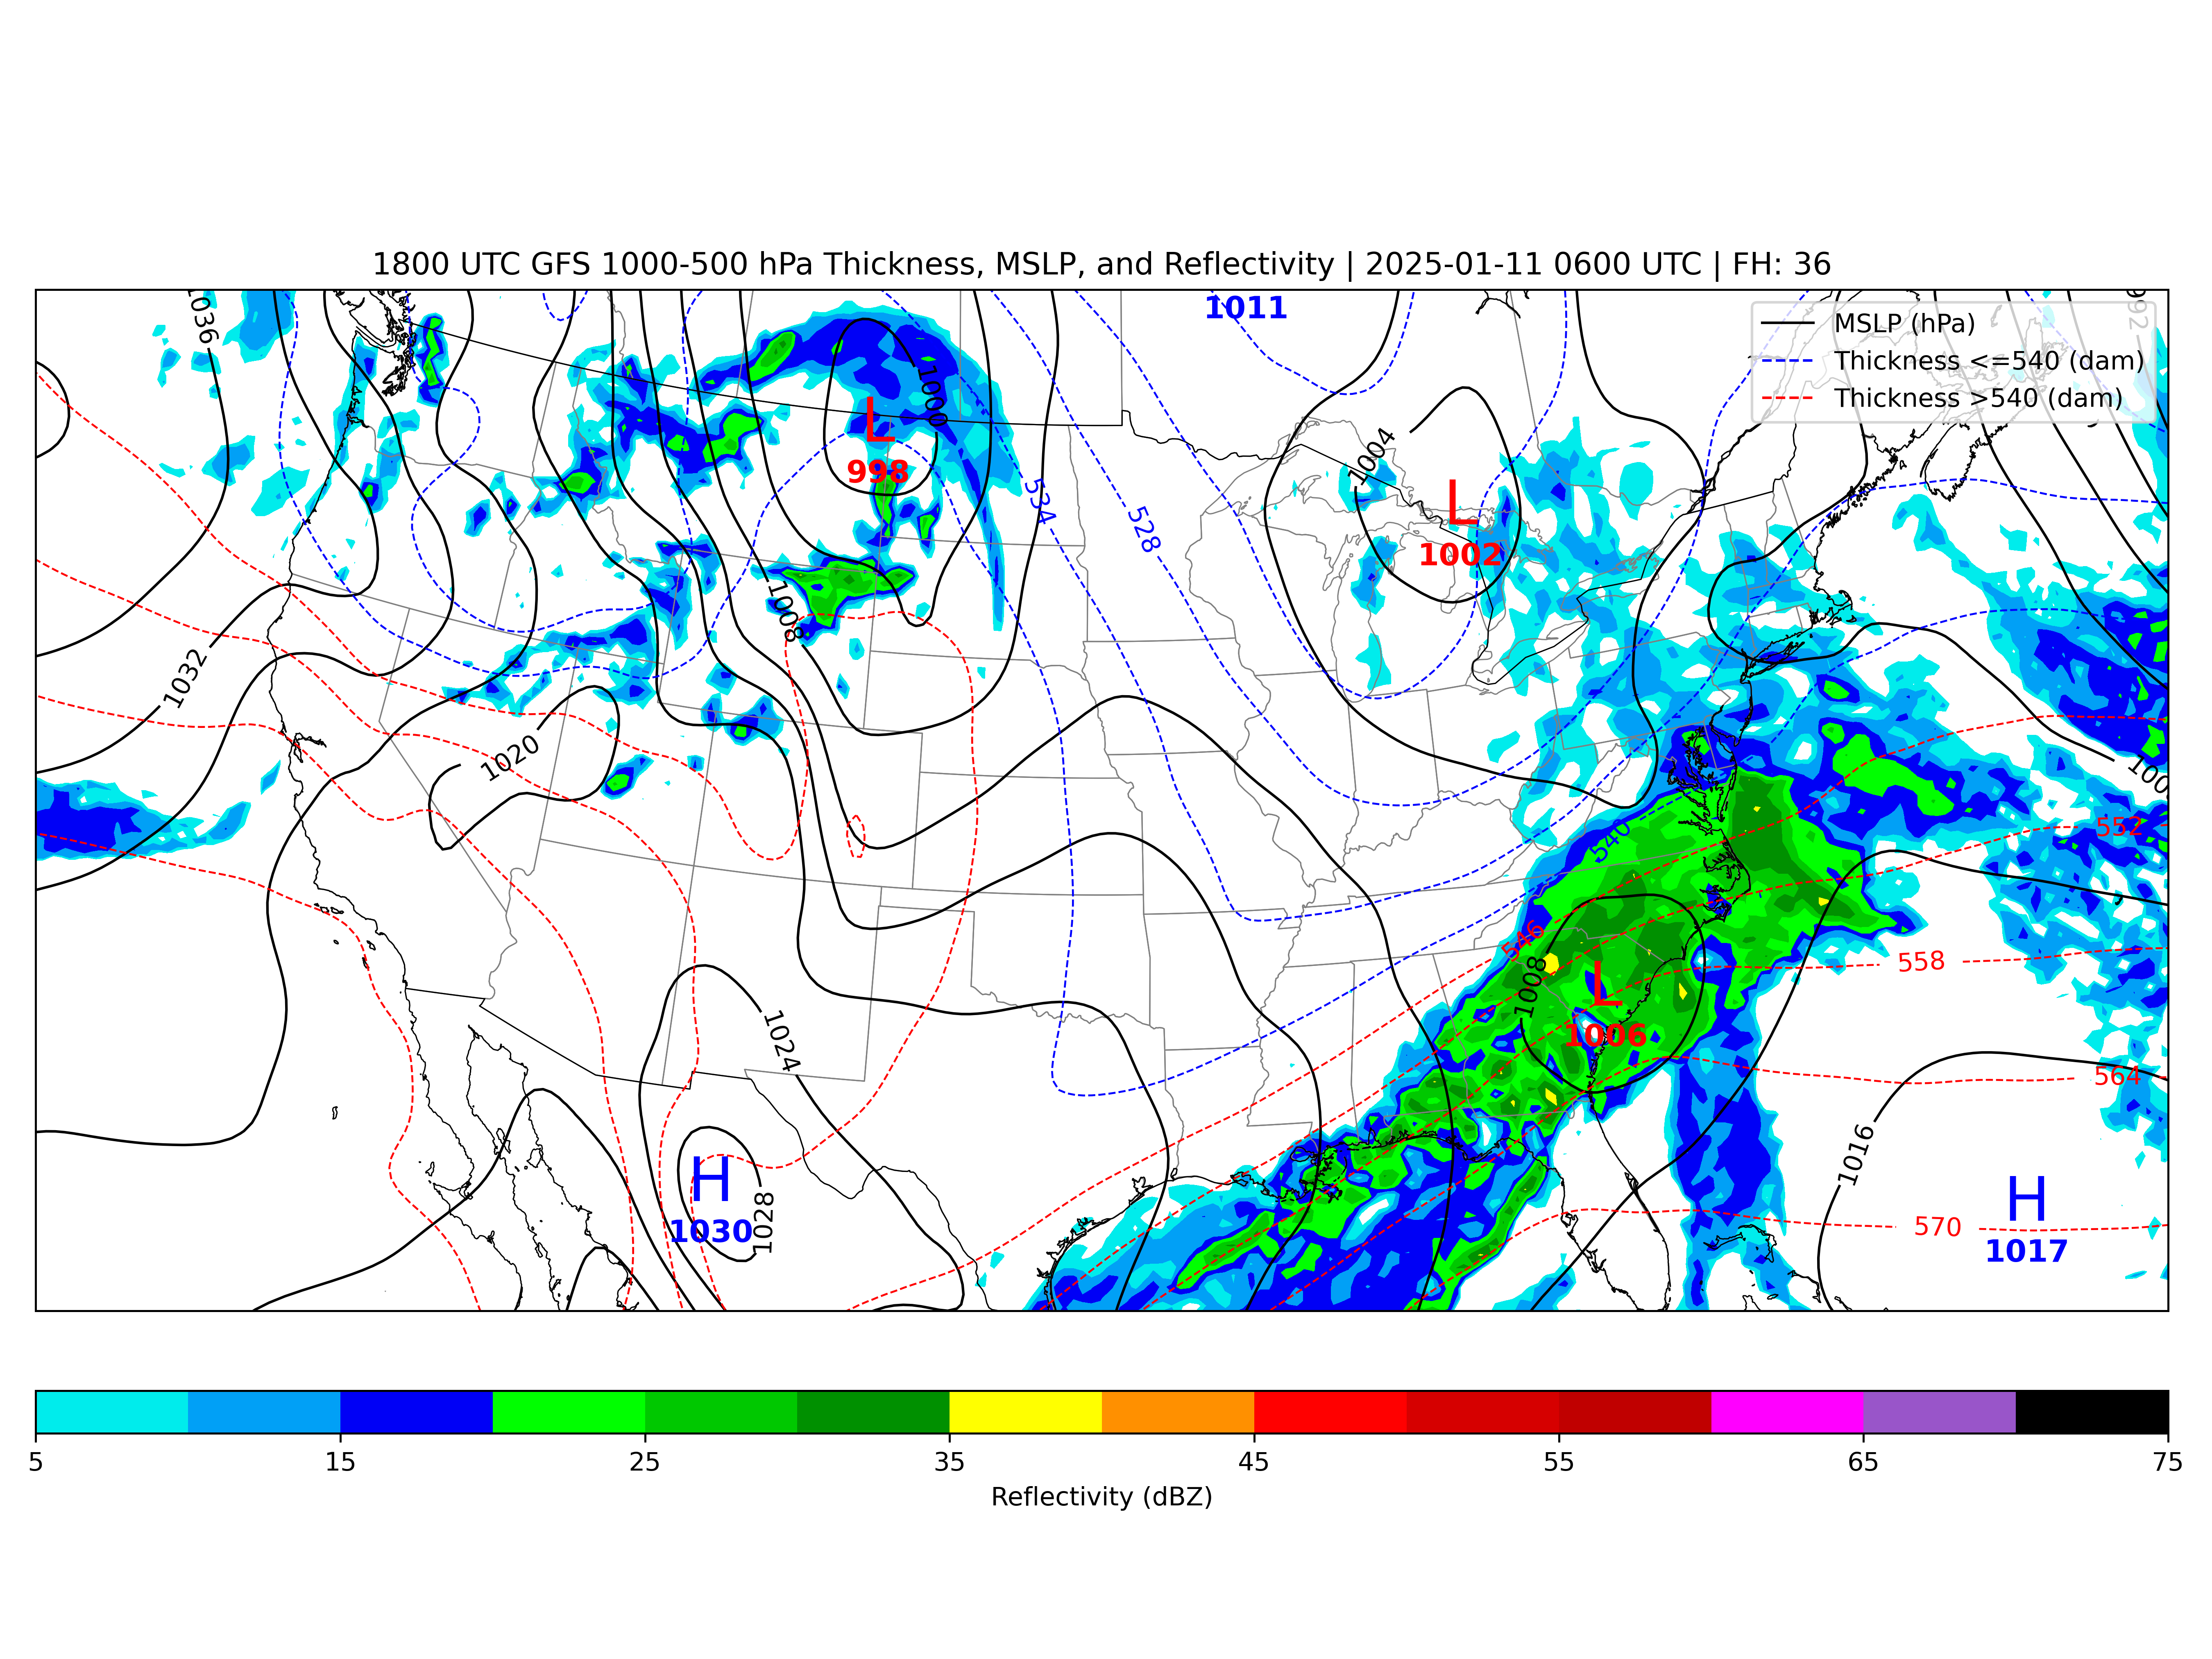 1800 UTC GFS 1000-500 hPa Thickness, MSLP, and Reflectivity | 2025-01-11 0600 UTC | FH: 36
MSLP (hPa)
Thickness <=540 (dam)
Thickness >540 (dam)
1011
1036
992
1000
L
998
1004
L
1002
534
528
1008
1032
1020
100
552
540
546
558
1008
L
1006
1024
564
1016
H
1030
1028
570
H
1017
5 15 25 35 45 55 65 75
Reflectivity (dBZ)